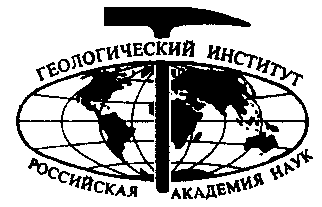 ГЕОЛОГИЧЕСКИЙ ИНСТИТУТ
РОССИЙСКАЯ АКАДЕМИЯ НАУК